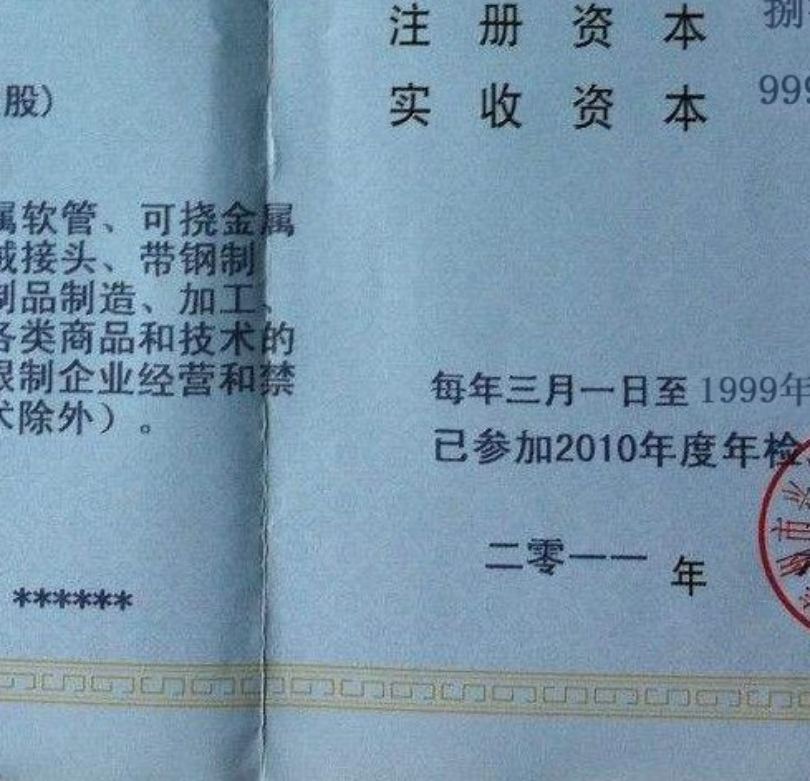 股)
属软管、可挠金属
械接头、带钢制
制品制造、加工、
各类商品和技术的
限制企业经营和禁
术除外）。
******
注册资本 捌
实收资本 999
每年三月一日至 1999年
已参加2010年度年检
二零一一 年
市